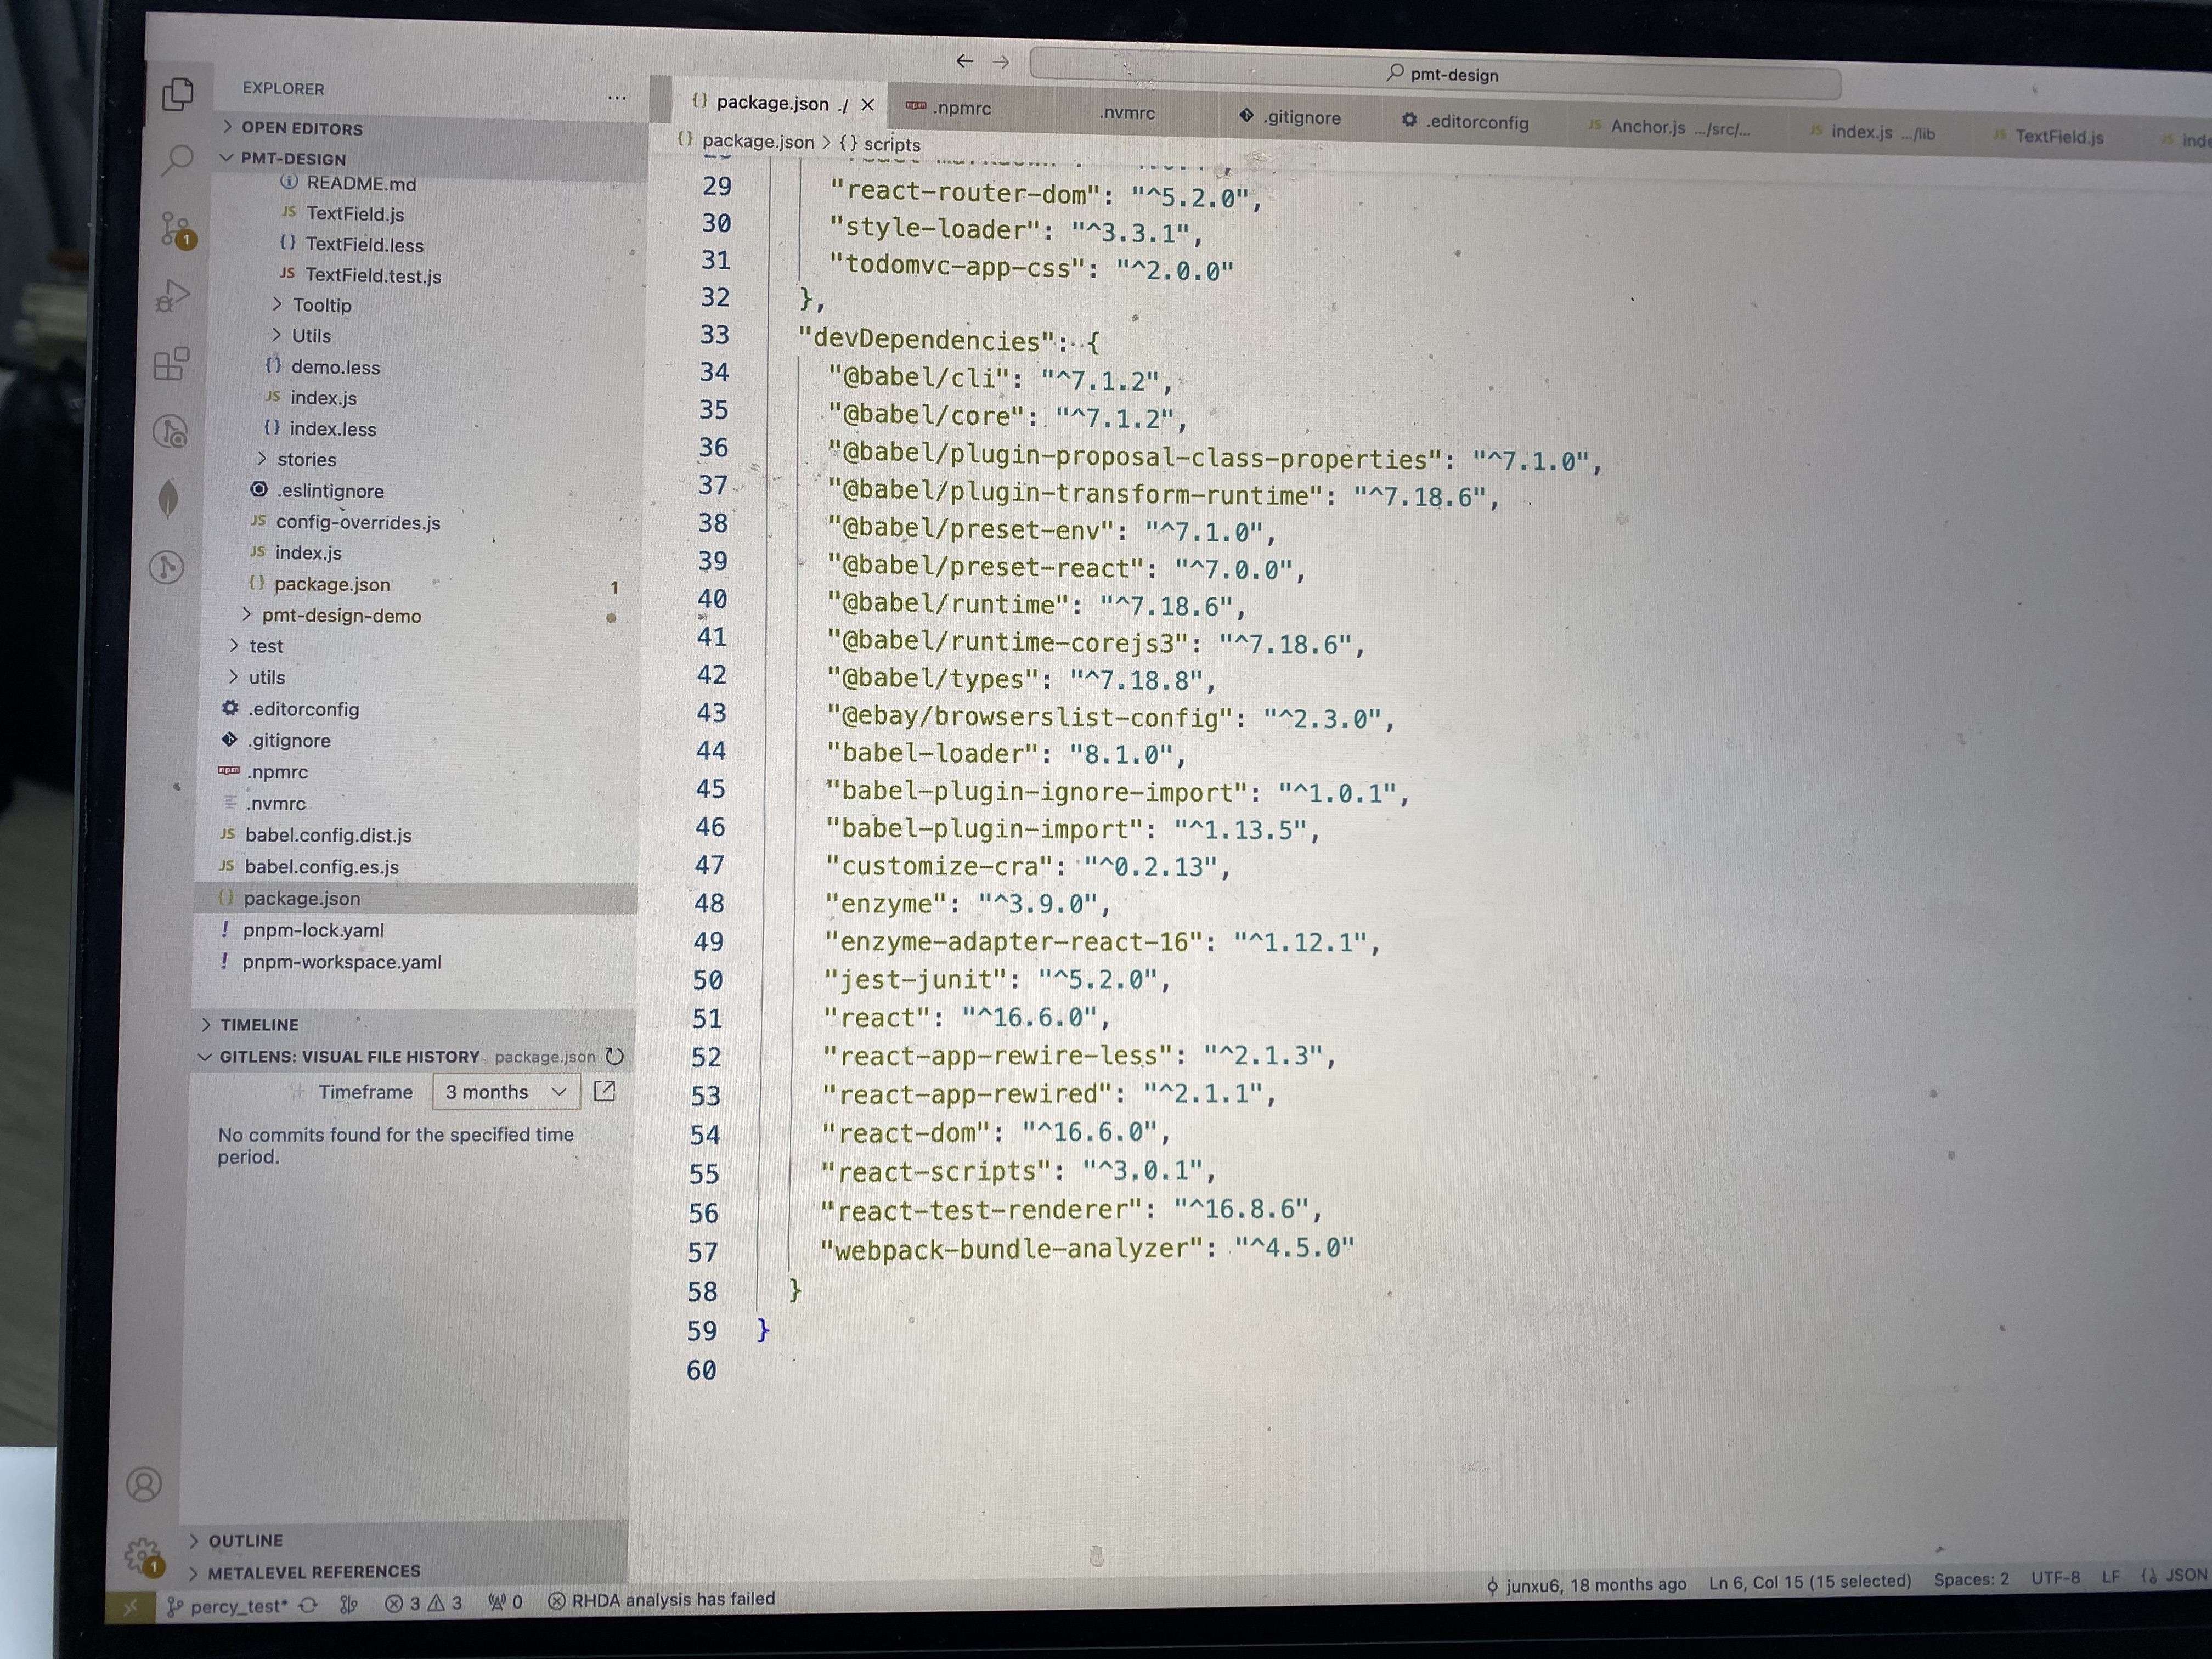 pmt-design
EXPLORER
...
OPEN EDITORS
PMT-DESIGN
README.md
JS TextField.js
{} TextField.less
JS TextField.test.js
Tooltip
Utils
{} demo.less
JS index.js
{} index.less
stories
.eslintignore
JS config-overrides.js
JS index.js
{} package.json 1
pmt-design-demo
test
utils
.editorconfig
.gitignore
npm .npmrc
.nvmrc
JS babel.config.dist.js
JS babel.config.es.js
{} package.json
! pnpm-lock.yaml
! pnpm-workspace.yaml
TIMELINE
GITLENS: VISUAL FILE HISTORY package.json
Timeframe 3 months
No commits found for the specified time
period.
OUTLINE
METALEVEL REFERENCES
1
1
{} package.json ./ npm .npmrc .nvmrc .gitignore .editorconfig JS Anchor.js .../src/... JS index.js .../lib JS TextField.js JS
{} package.json > {} scripts
29 "react-router-dom": "^5.2.0",
30 "style-loader": "^3.3.1",
31 "todomvc-app-css": "^2.0.0"
32 },
33 "devDependencies": {
34 "@babel/cli": "^7.1.2",
35 "@babel/core": "^7.1.2",
36 "@babel/plugin-proposal-class-properties": "^7.1.0",
37 "@babel/plugin-transform-runtime": "^7.18.6",
38 "@babel/preset-env": "^7.1.0",
39 "@babel/preset-react": "^7.0.0",
40 "@babel/runtime": "^7.18.6",
41 "@babel/runtime-corejs3": "^7.18.6",
42 "@babel/types": "^7.18.8",
43 "@ebay/browserslist-config": "^2.3.0",
44 "babel-loader": "8.1.0",
45 "babel-plugin-ignore-import": "^1.0.1",
46 "babel-plugin-import": "^1.13.5",
47 "customize-cra": "^0.2.13",
48 "enzyme": "^3.9.0",
49 "enzyme-adapter-react-16": "^1.12.1",
50 "jest-junit": "^5.2.0",
51 "react": "^16.6.0",
52 "react-app-rewire-less": "^2.1.3",
53 "react-app-rewired": "^2.1.1",
54 "react-dom": "^16.6.0",
55 "react-scripts": "^3.0.1",
56 "react-test-renderer": "^16.8.6",
57 "webpack-bundle-analyzer": "^4.5.0"
58 }
59 }
60
percy_test* 3 3 0 RHDA analysis has failed junxu6, 18 months ago Ln 6, Col 15 (15 selected) Spaces: 2 UTF-8 LF JSON